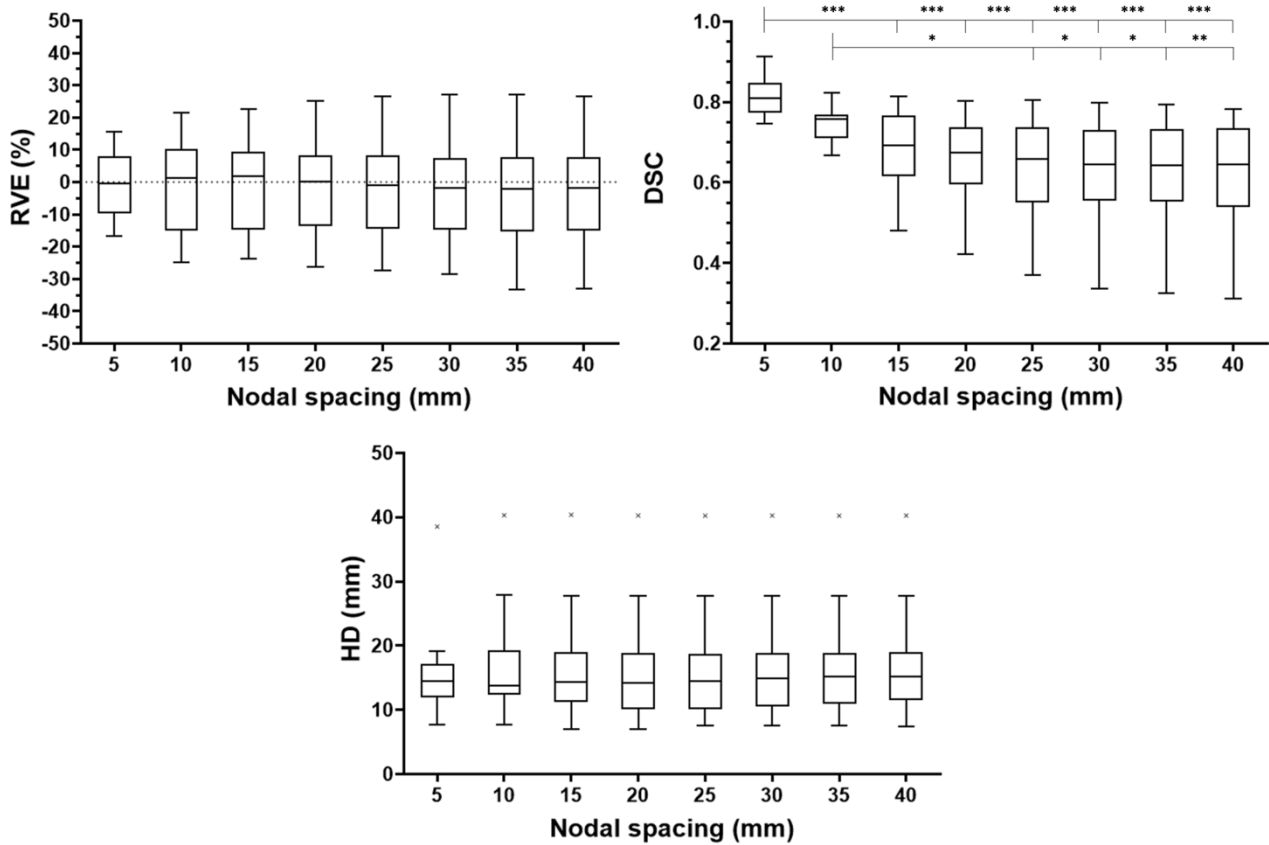 RVE (%)
50
40
30
20
10
0
-10
-20
-30
-40
-50
5 10 15 20 25 30 35 40
Nodal spacing (mm)
*** *** *** *** *** ***
* * * **
DSC
1.0
0.8
0.6
0.4
0.2
5 10 15 20 25 30 35 40
Nodal spacing (mm)
HD (mm)
50
40
30
20
10
0
5 10 15 20 25 30 35 40
Nodal spacing (mm)